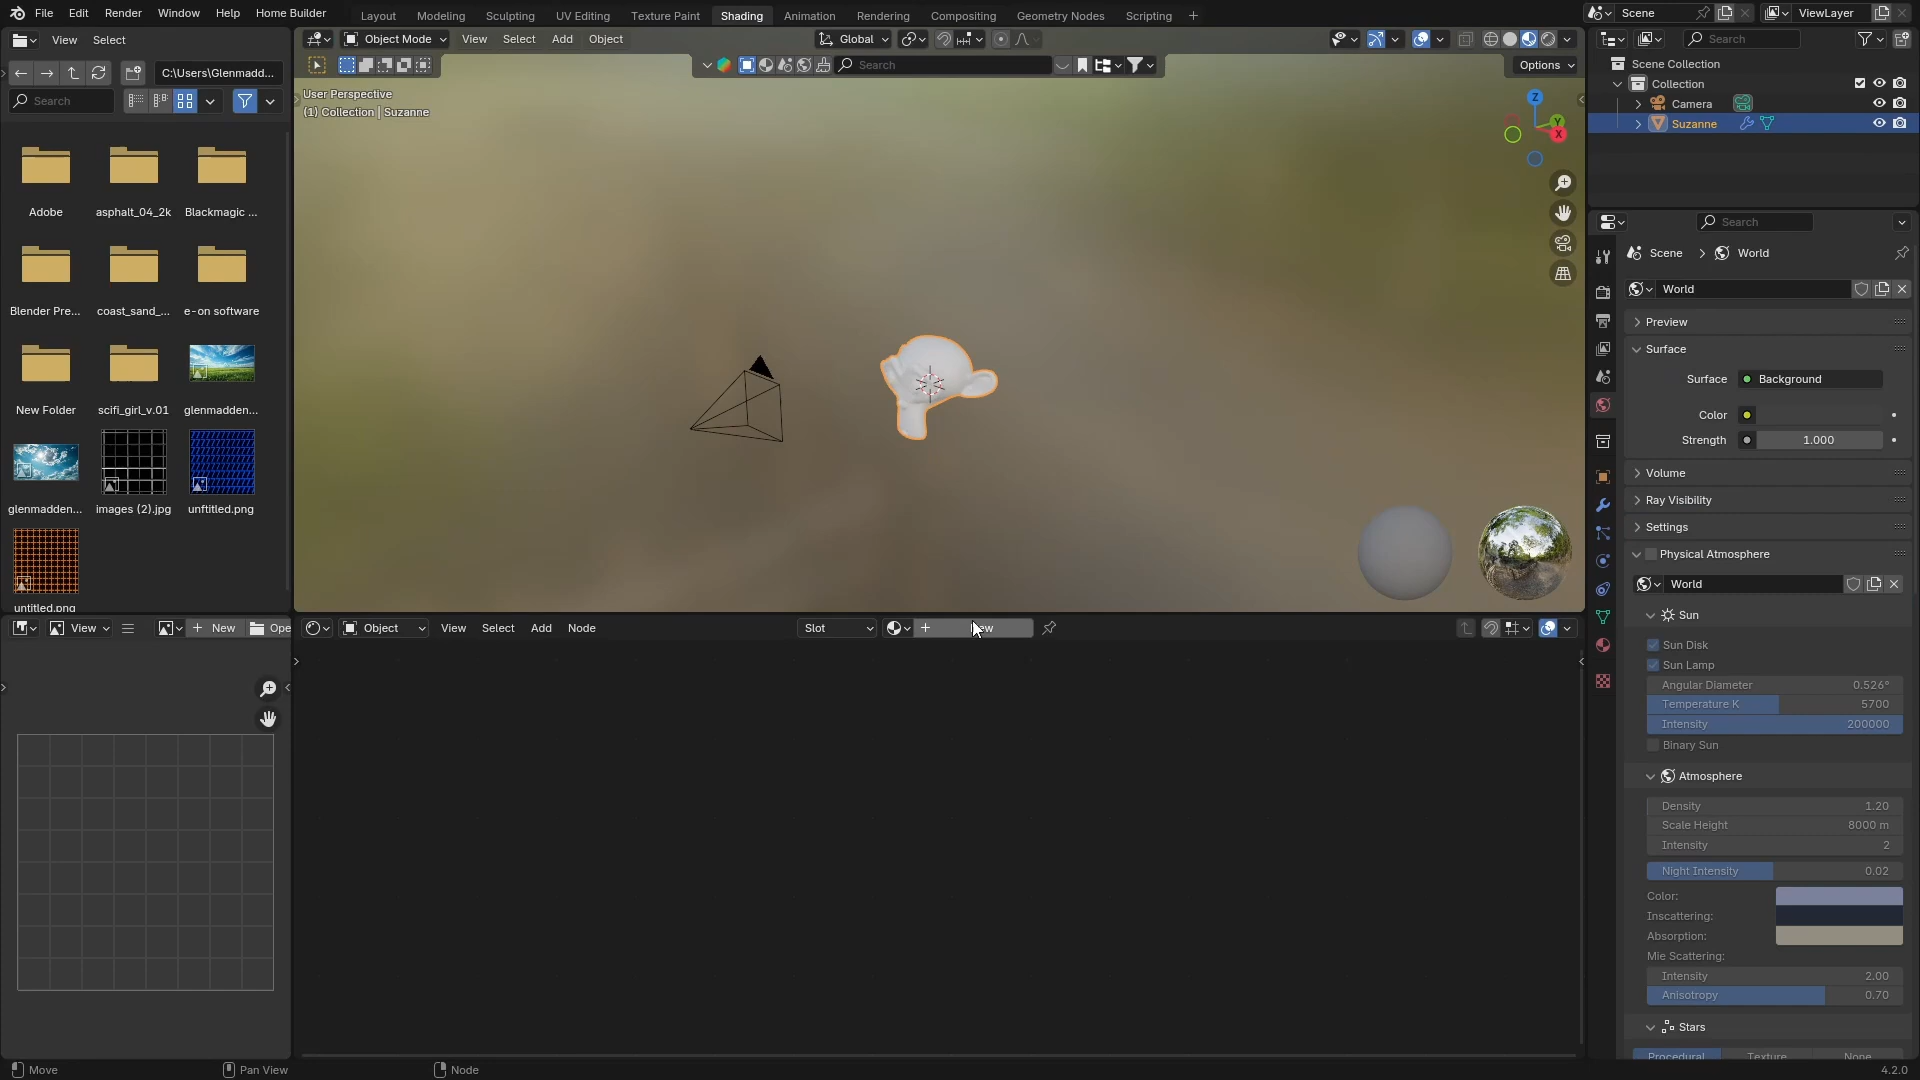 File Edit Render Window Help Home Builder Layout Modeling Sculpting UV Editing Texture Paint Shading Animation Rendering Compositing Geometry Nodes Scripting + Scene ViewLayer
View Select Object Mode View Select Add Object Global Search
C:\Users\Glenmadd... Search Options
Search
User Perspective
(1) Collection | Suzanne
Z
Y
X
Scene Collection
Collection
Camera
Suzanne
Adobe asphalt_04_2k Blackmagic ...
Blender Pre... coast_sand_... e-on software
New Folder scifi_girl_v.01 glenmadden...
glenmadden... images (2).jpg unftitled.png
untitled.png
Search
Scene > World
World
Preview
Surface
Surface Background
Color
Strength 1.000
Volume
Ray Visibility
Settings
Physical Atmosphere
World
Sun
Sun Disk
Sun Lamp
Angular Diameter 0.526°
Temperature K 5700
Intensity 200000
Binary Sun
Atmosphere
Density 1.20
Scale Height 8000 m
Intensity 2
Night Intensity 0.02
Color:
Inscattering:
Absorption:
Mie Scattering:
Intensity 2.00
Anisotropy 0.70
Stars
Procedural Texture None
View + New Ope
Object View Select Add Node Slot +
Move Pan View Node 4.2.0